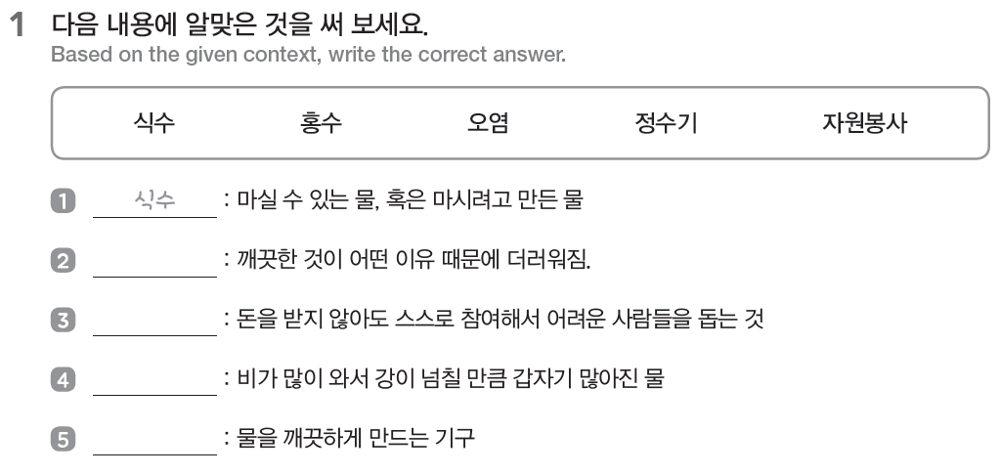 1 다음 내용에 알맞은 것을 써 보세요.
Based on the given context, write the correct answer.
식수 홍수 오염 정수기 자원봉사
1 식수 : 마실 수 있는 물, 혹은 마시려고 만든 물
2 : 깨끗한 것이 어떤 이유 때문에 더러워짐.
3 : 돈을 받지 않아도 스스로 참여해서 어려운 사람들을 돕는 것
4 : 비가 많이 와서 강이 넘칠 만큼 갑자기 많아진 물
5 : 물을 깨끗하게 만드는 기구